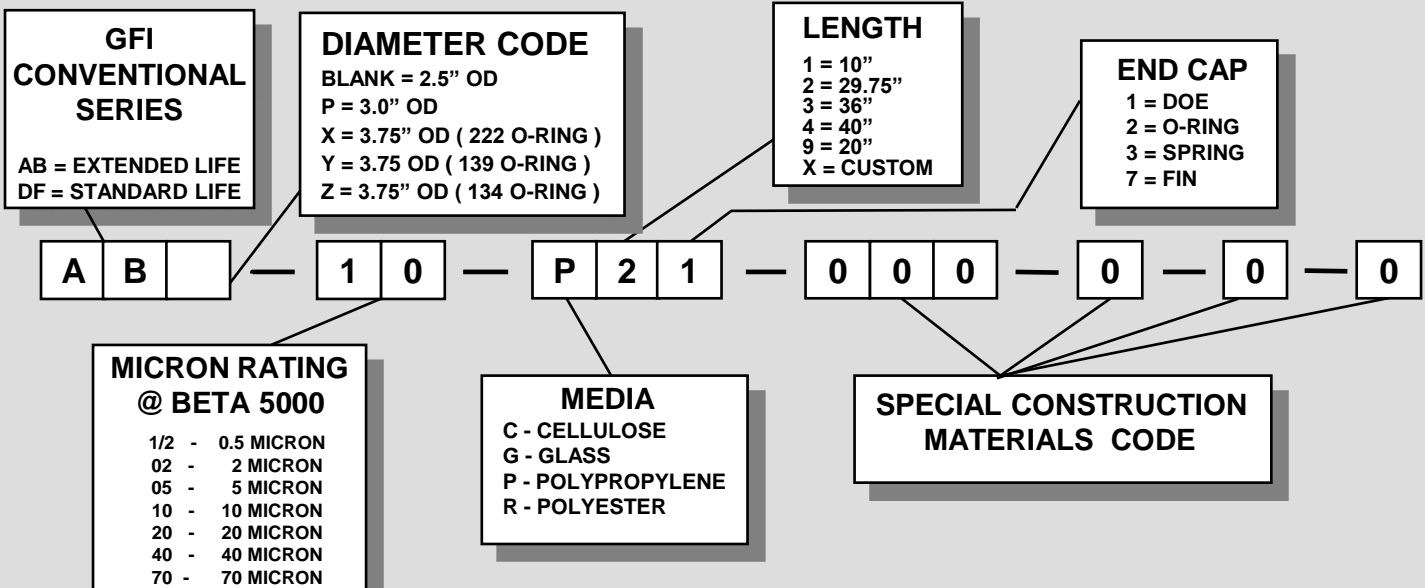 GFI
CONVENTIONAL
SERIES
AB = EXTENDED LIFE
DF = STANDARD LIFE
DIAMETER CODE
BLANK = 2.5” OD
P = 3.0” OD
X = 3.75” OD ( 222 O-RING )
Y = 3.75 OD ( 139 O-RING )
Z = 3.75” OD ( 134 O-RING )
LENGTH
1 = 10”
2 = 29.75”
3 = 36”
4 = 40”
9 = 20”
X = CUSTOM
END CAP
1 = DOE
2 = O-RING
3 = SPRING
7 = FIN
A B — 1 0 — P 2 1 — 0 0 0 — 0 — 0 — 0
MICRON RATING
@ BETA 5000
1/2 - 0.5 MICRON
02 - 2 MICRON
05 - 5 MICRON
10 - 10 MICRON
20 - 20 MICRON
40 - 40 MICRON
70 - 70 MICRON
MEDIA
C - CELLULOSE
G - GLASS
P - POLYPROPYLENE
R - POLYESTER
SPECIAL CONSTRUCTION
MATERIALS CODE